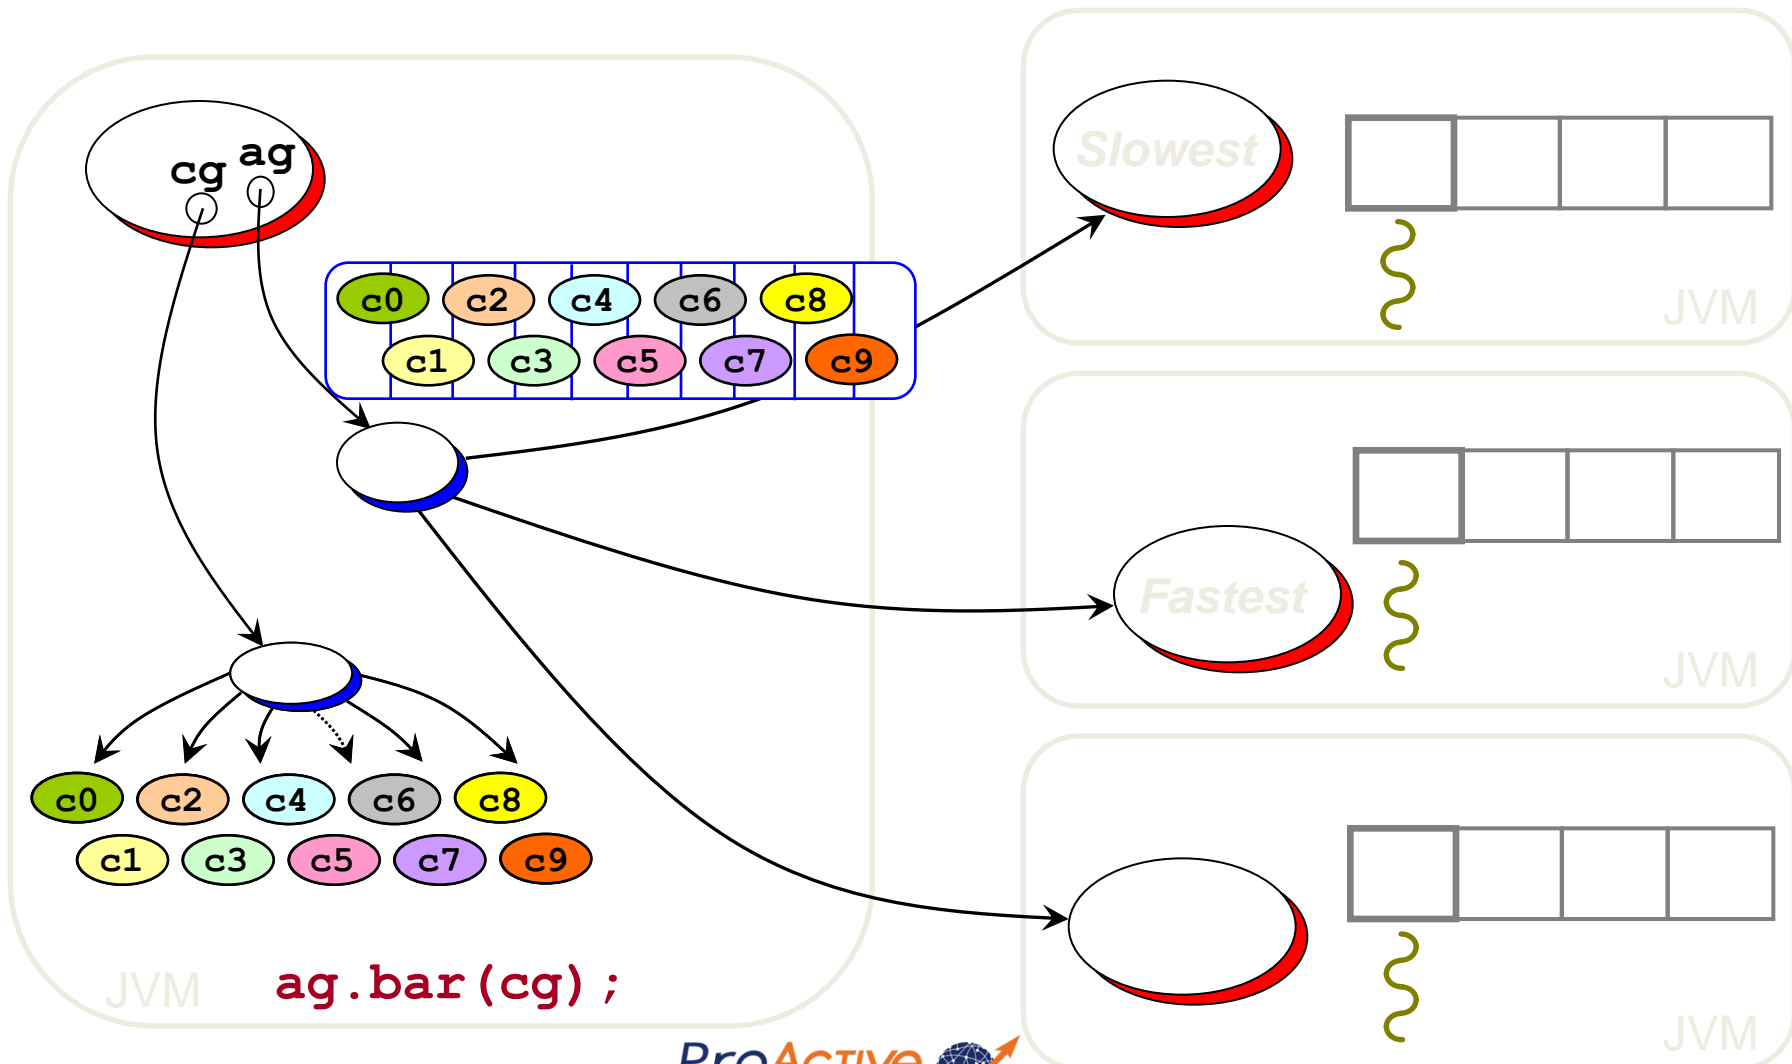 cg ag
c0 c2 c4 c6 c8
c1 c3 c5 c7 c9
c0 c2 c4 c6 c8
c1 c3 c5 c7 c9
JVM
ag.bar(cg);
Slowest
JVM
Fastest
JVM
JVM
ProActive